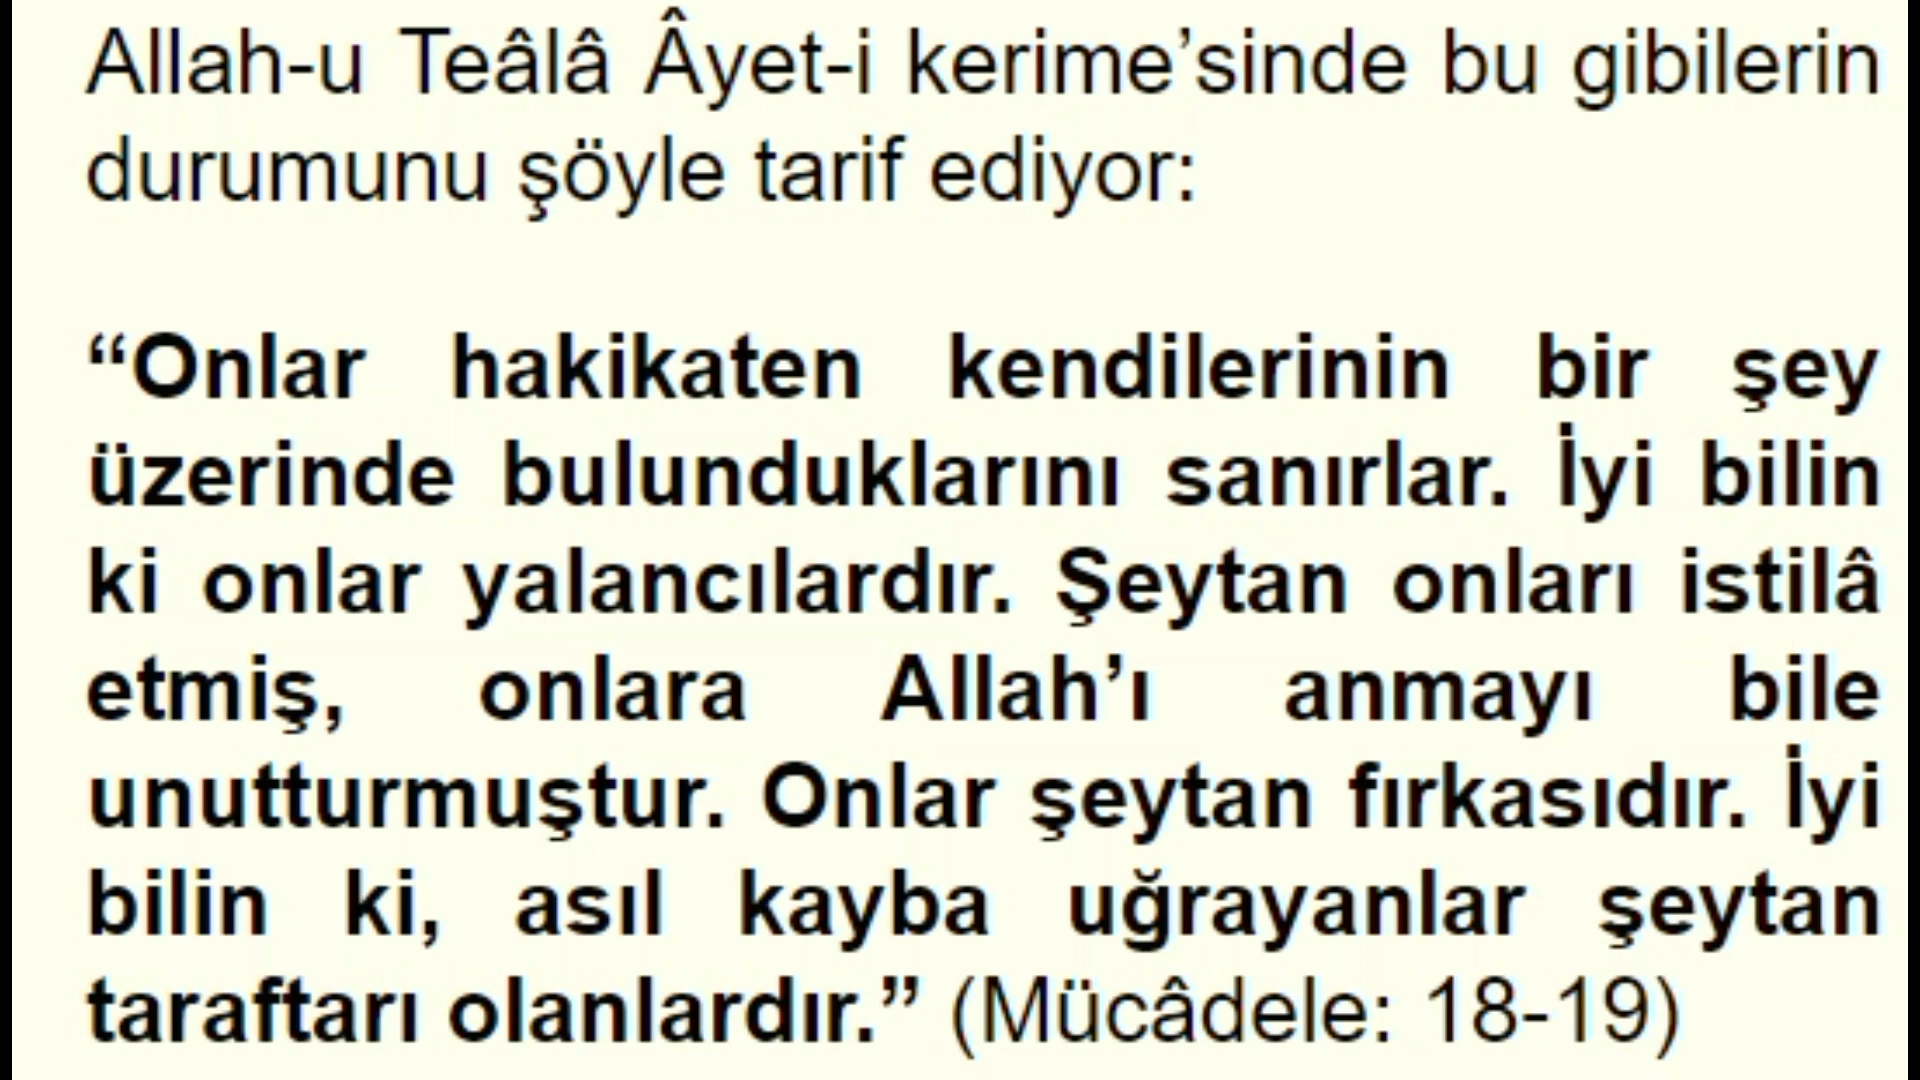 Allah-u Teâlâ Âyet-i kerime’sinde bu gibilerin
durumunu şöyle tarif ediyor:
“Onlar hakikaten kendilerinin bir şey
üzerinde bulunduklarını sanırlar. İyi bilin
ki onlar yalancılardır. Şeytan onları istilâ
etmiş, onlara Allah’ı anmayı bile
unutturmuştur. Onlar şeytan fırkasıdır. İyi
bilin ki, asıl kayba uğrayanlar şeytan
taraftarı olanlardır.” (Mücâdele: 18-19)